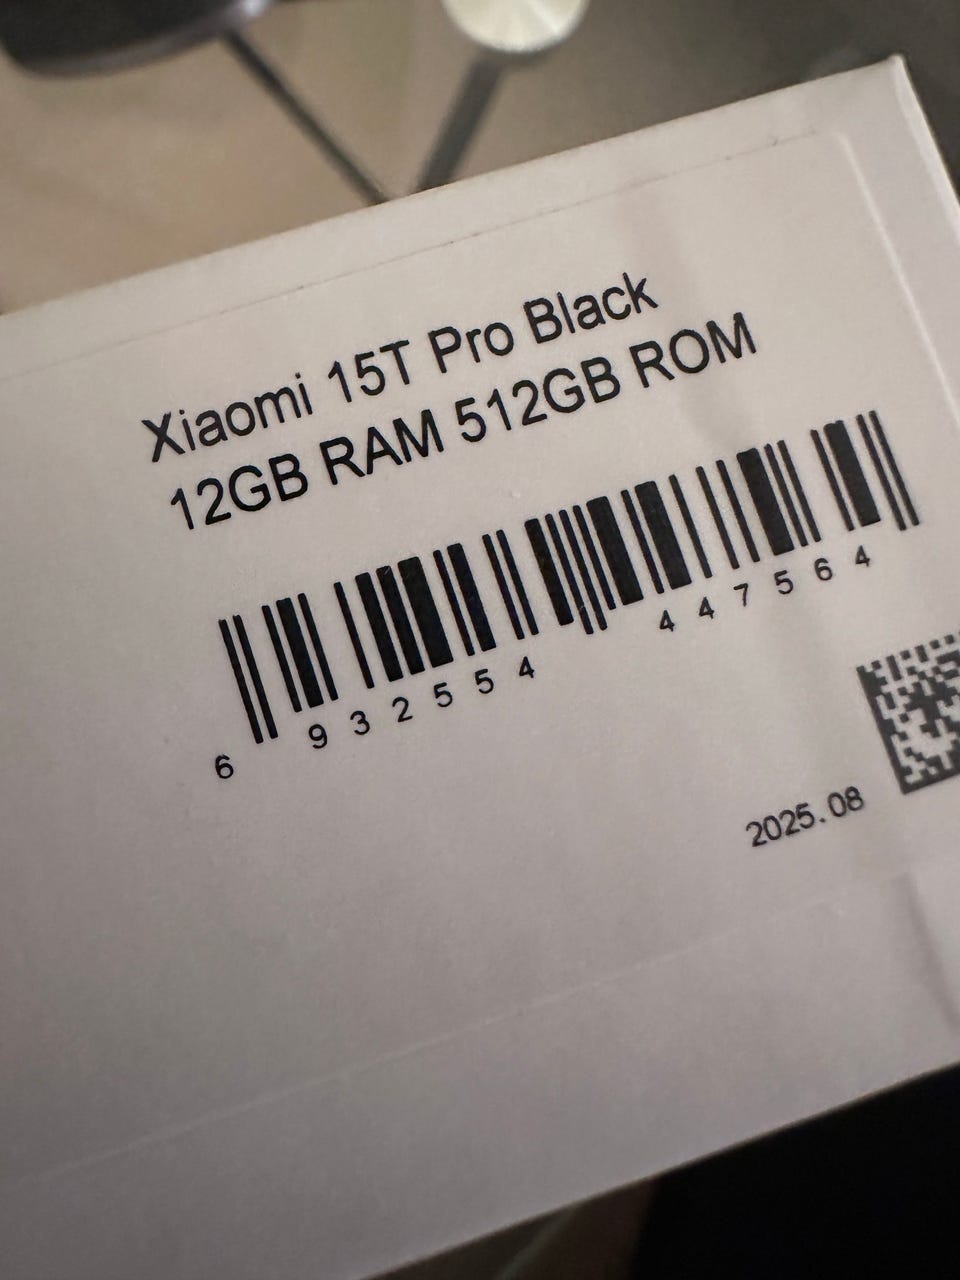 Xiaomi 15T Pro Black
12GB RAM 512GB ROM
6 932554 447564
2025.08